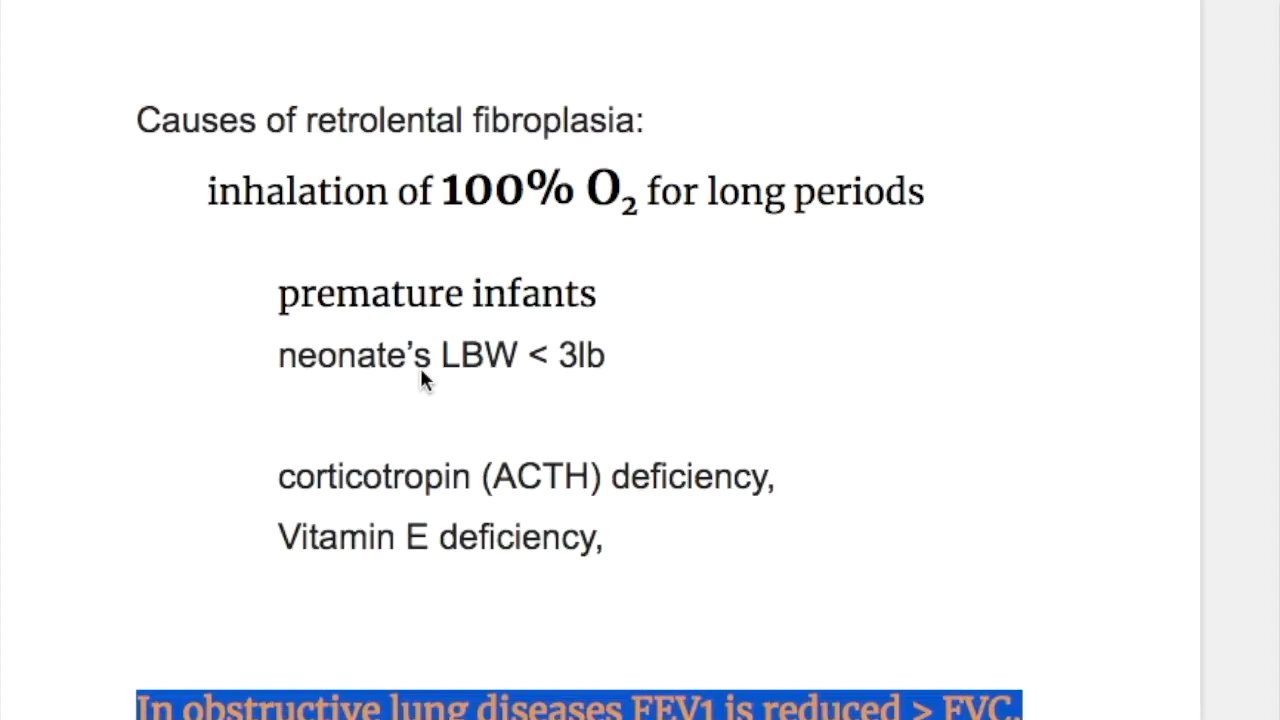 Causes of retrolental fibroplasia:
inhalation of 100% O₂ for long periods
premature infants
neonate’s LBW < 3lb
corticotropin (ACTH) deficiency,
Vitamin E deficiency,
In obstructive lung diseases FEV1 is reduced > FVC.